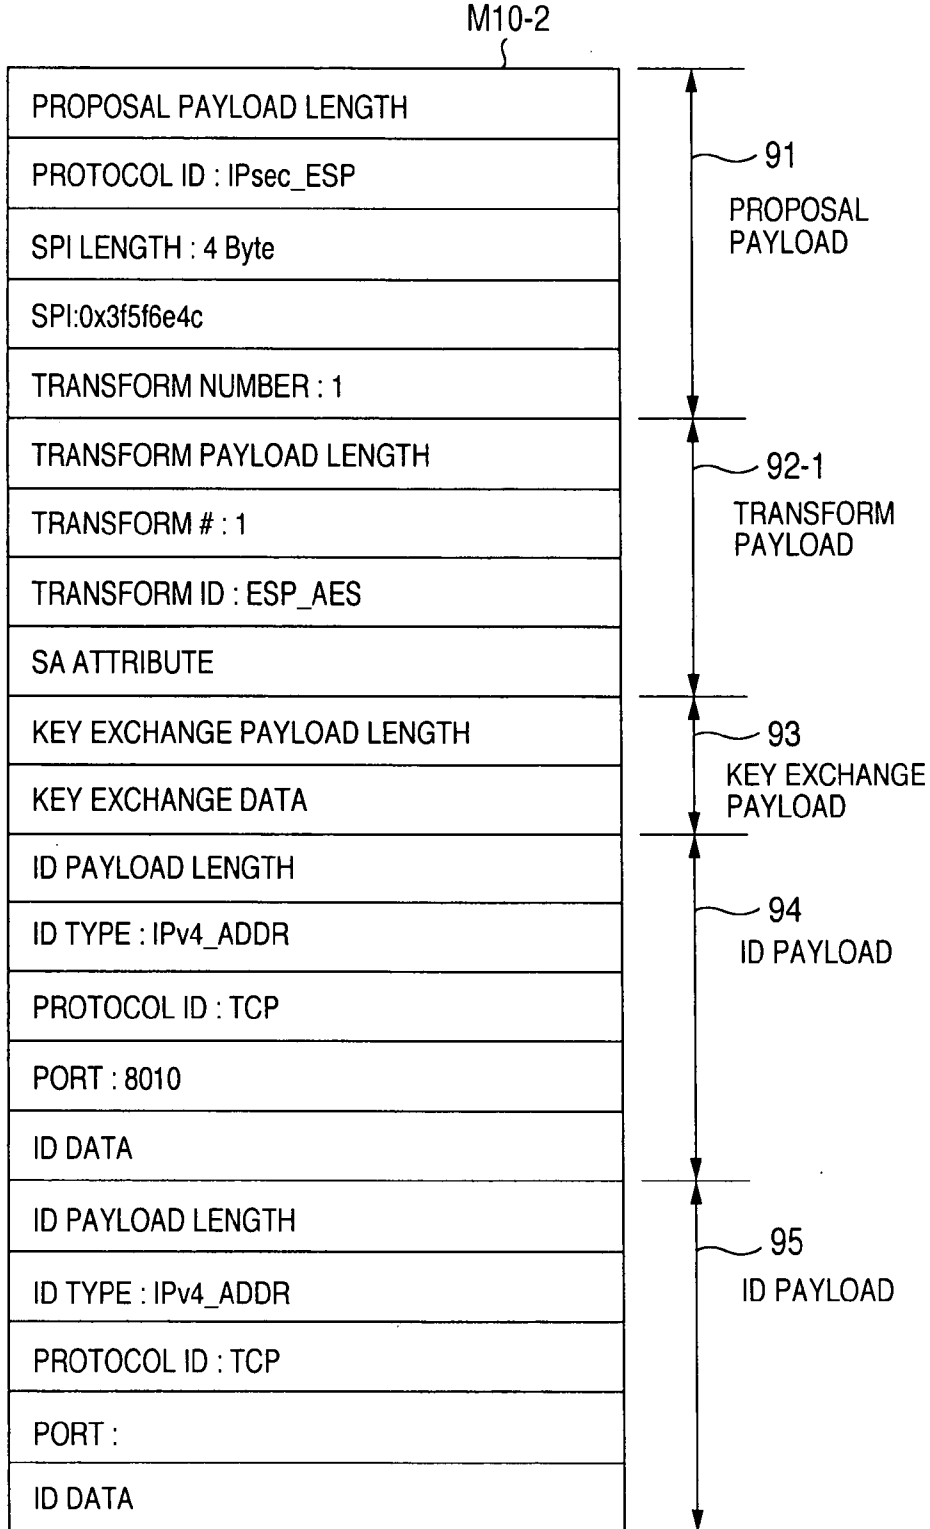 M10-2
PROPOSAL PAYLOAD LENGTH
PROTOCOL ID : IPsec_ESP
SPI LENGTH : 4 Byte
SPI:0x3f5f6e4c
TRANSFORM NUMBER : 1
91
PROPOSAL
PAYLOAD
TRANSFORM PAYLOAD LENGTH
TRANSFORM # : 1
TRANSFORM ID : ESP_AES
SA ATTRIBUTE
92-1
TRANSFORM
PAYLOAD
KEY EXCHANGE PAYLOAD LENGTH
KEY EXCHANGE DATA
93
KEY EXCHANGE
PAYLOAD
ID PAYLOAD LENGTH
ID TYPE : IPv4_ADDR
PROTOCOL ID : TCP
PORT : 8010
ID DATA
94
ID PAYLOAD
ID PAYLOAD LENGTH
ID TYPE : IPv4_ADDR
PROTOCOL ID : TCP
PORT :
ID DATA
95
ID PAYLOAD